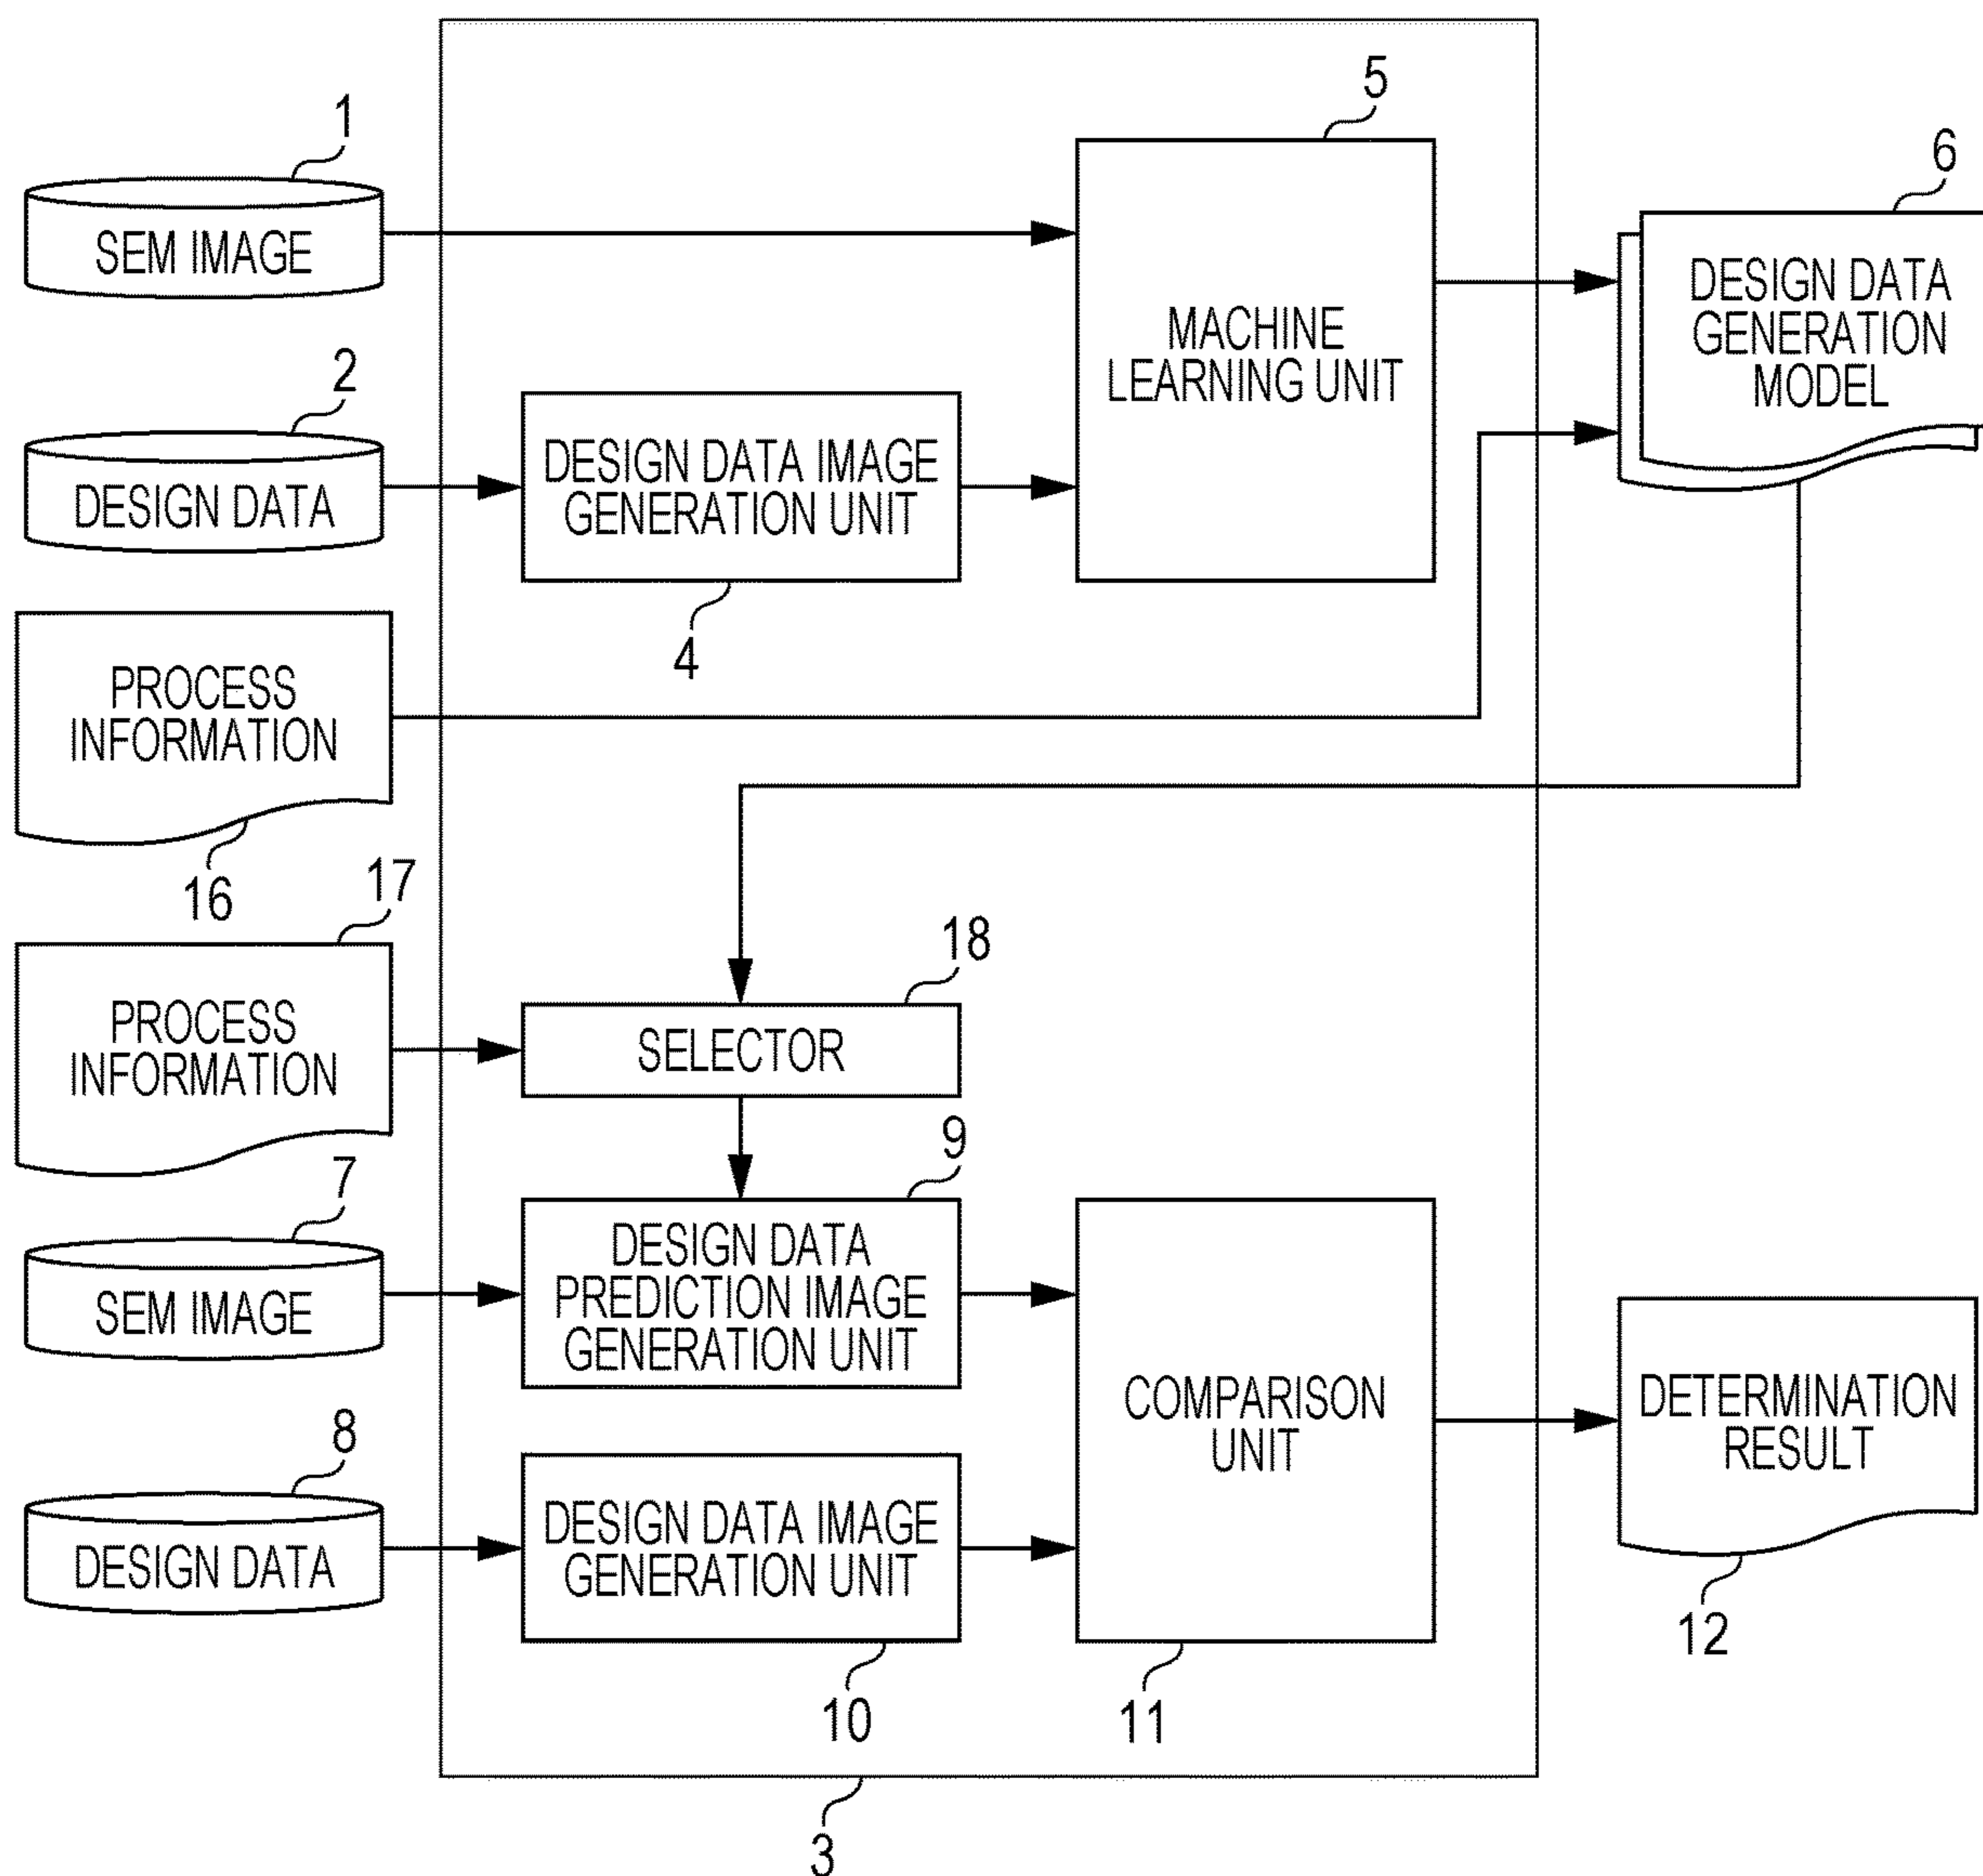 5
1
6
SEM IMAGE
MACHINE
LEARNING UNIT
DESIGN DATA
GENERATION
MODEL
2
DESIGN DATA
DESIGN DATA IMAGE
GENERATION UNIT
4
PROCESS
INFORMATION
16
17
PROCESS
INFORMATION
18
SELECTOR
7
9
SEM IMAGE
DESIGN DATA
PREDICTION IMAGE
GENERATION UNIT
COMPARISON
UNIT
DETERMINATION
RESULT
8
DESIGN DATA
DESIGN DATA IMAGE
GENERATION UNIT
10
11
12
3